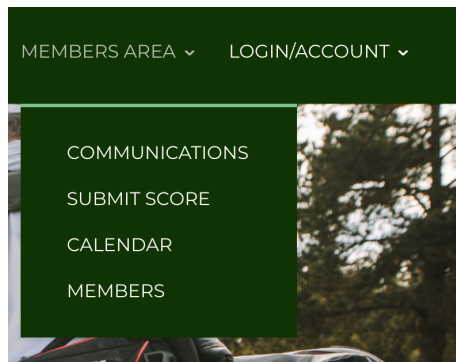 MEMBERS AREA LOGIN/ACCOUNT
COMMUNICATIONS
SUBMIT SCORE
CALENDAR
MEMBERS